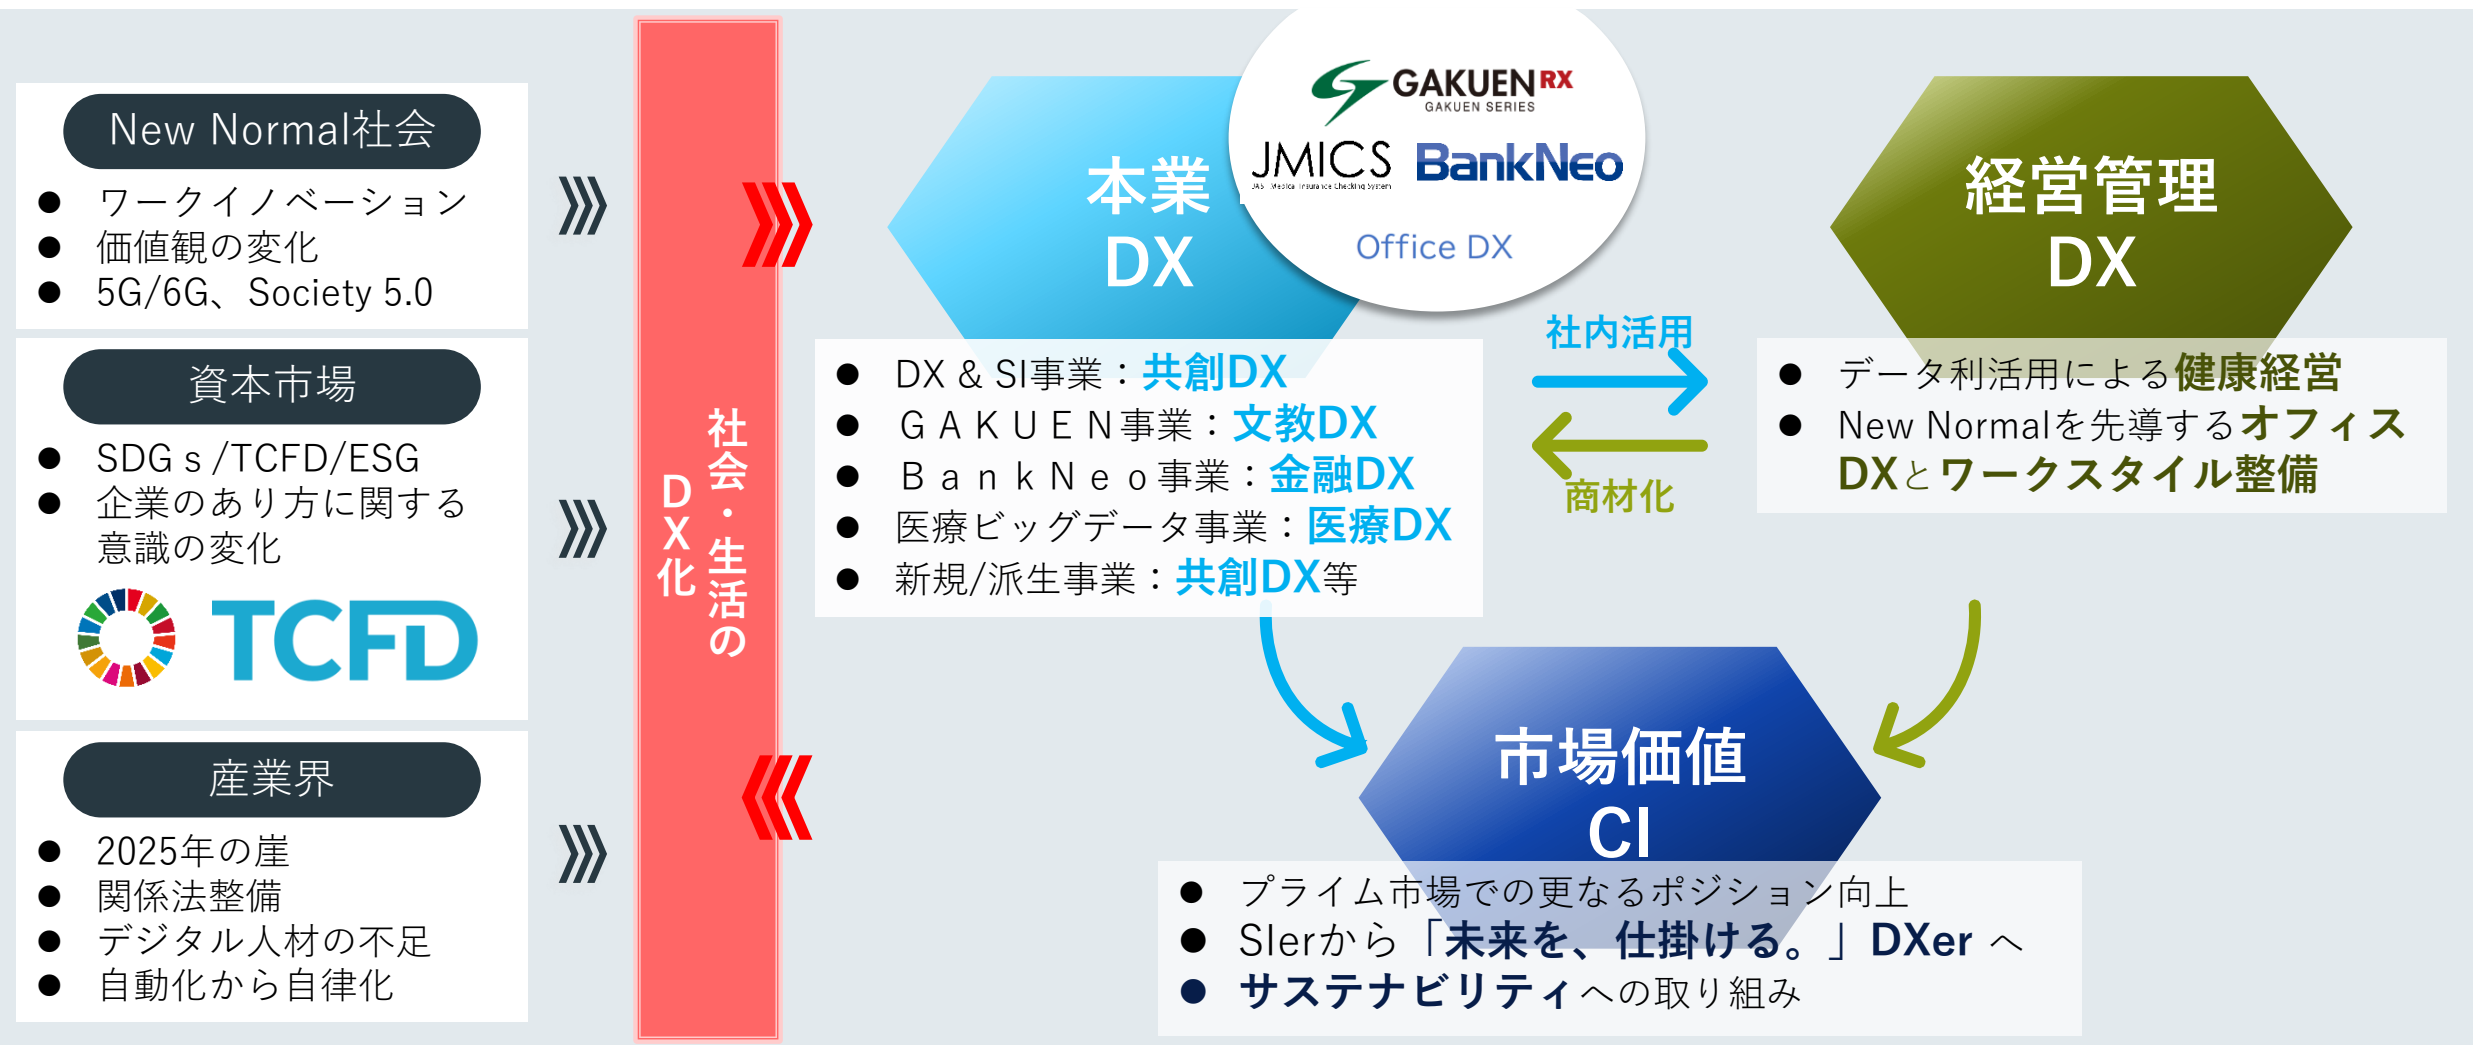 New Normal社会
● ワークイノベーション
● 価値観の変化
● 5G/6G、Society 5.0
資本市場
● SDGｓ/TCFD/ESG
● 企業のあり方に関する
意識の変化
TCFD
産業界
● 2025年の崖
● 関係法整備
● デジタル人材の不足
● 自動化から自律化
社会・生活の
DX化
本業
DX
GAKUEN RX
GAKUEN SERIES
JMICS
JAST Medical Insurance Checking System
BankNeo
Office DX
● DX & SI事業：共創DX
● ＧＡＫＵＥＮ事業：文教DX
● ＢａｎｋＮｅｏ事業：金融DX
● 医療ビッグデータ事業：医療DX
● 新規/派生事業：共創DX等
社内活用
商材化
経営管理
DX
● データ利活用による健康経営
● New Normalを先導するオフィス
DXとワークスタイル整備
市場価値
CI
● プライム市場での更なるポジション向上
● SIerから「未来を、仕掛ける。」DXer へ
● サステナビリティへの取り組み